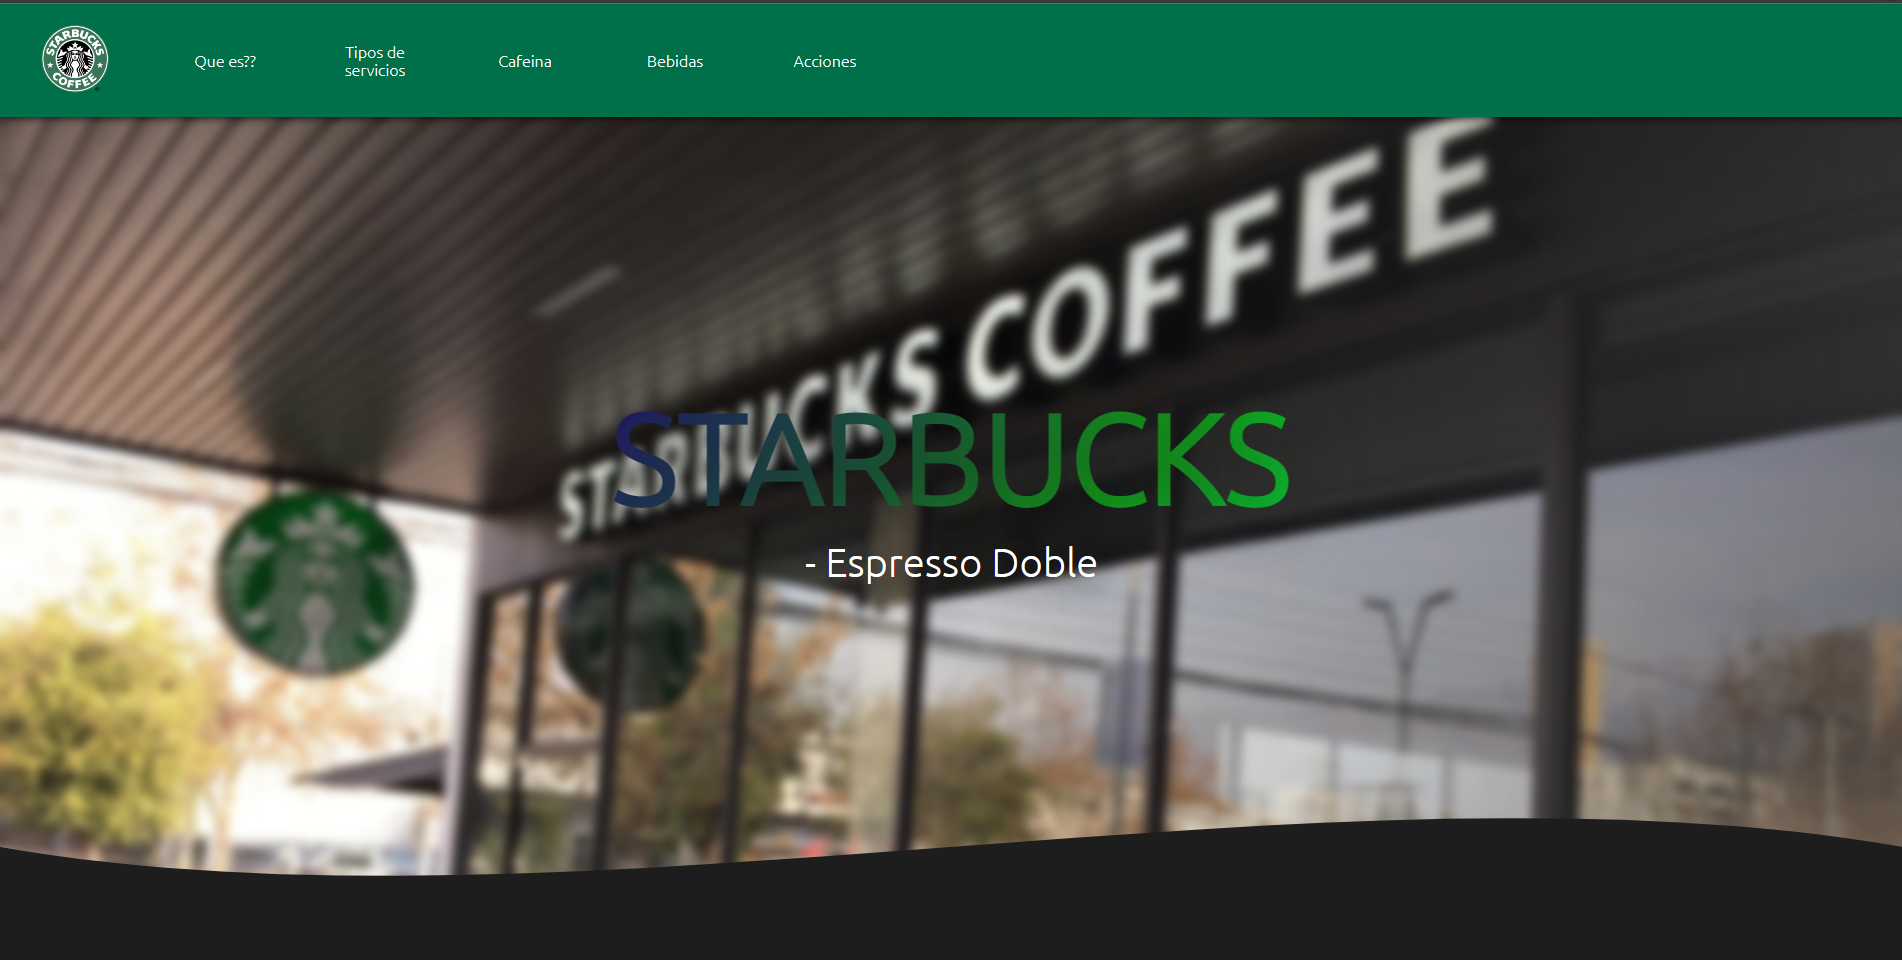 STARBUCKS
COFFEE
Que es??
Tipos de
servicios
Cafeina
Bebidas
Acciones
STARBUCKS COFFEE
STARBUCKS
- Espresso Doble